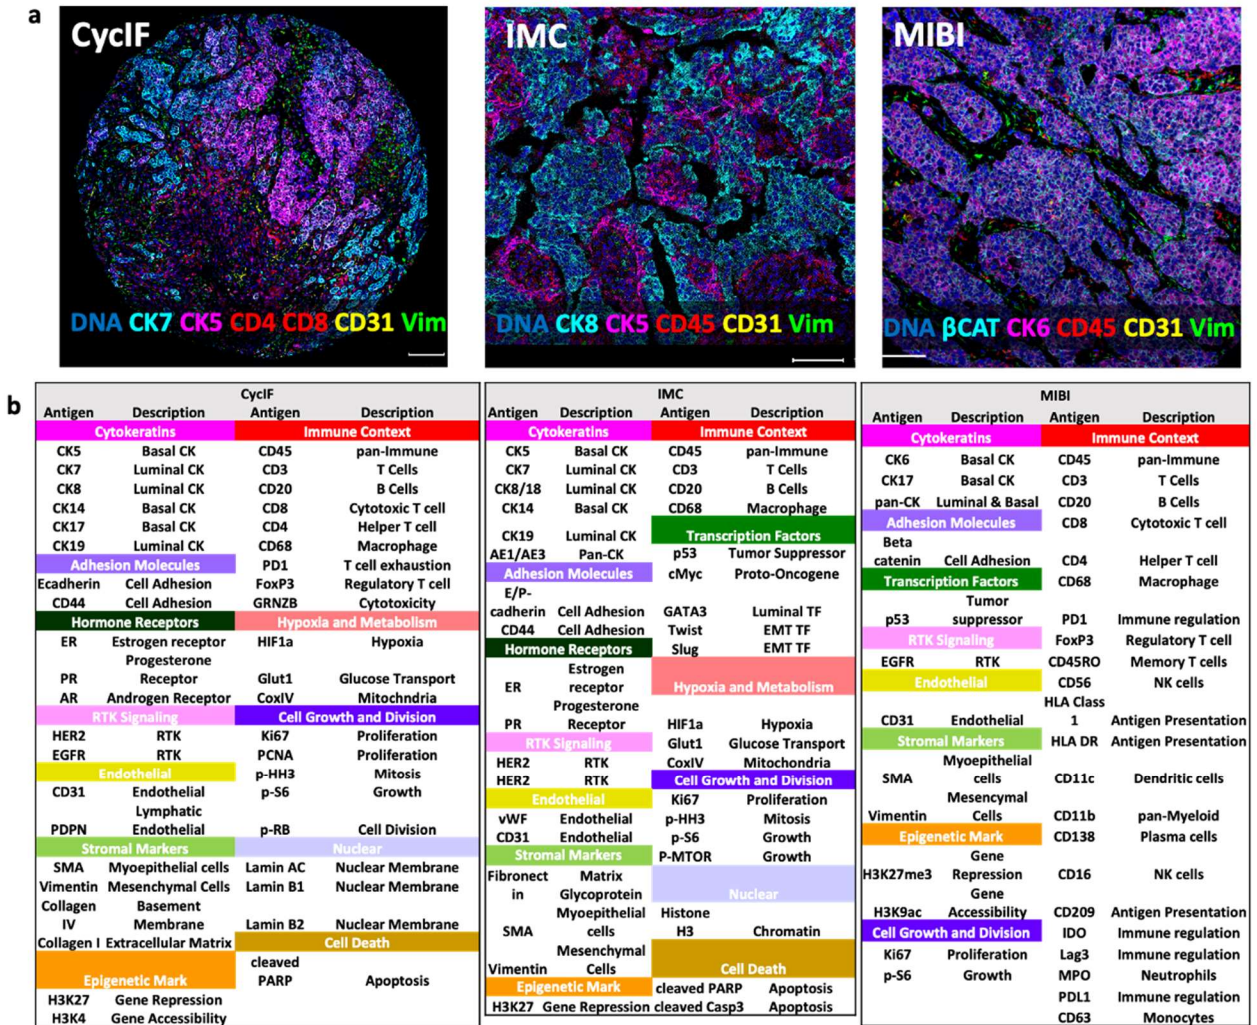 a
CycIF
DNA CK7 CK5 CD4 CD8 CD31 Vim
IMC
DNA CK8 CK5 CD45 CD31 Vim
MIBI
DNA βCAT CK6 CD45 CD31 Vim
b
CycIF
Antigen Description Antigen Description
Cytokeratins Immune Context
CK5 Basal CK CD45 pan-Immune
CK7 Luminal CK CD3 T Cells
CK8 Luminal CK CD20 B Cells
CK14 Basal CK CD8 Cytotoxic T cell
CK17 Basal CK CD4 Helper T cell
CK19 Luminal CK CD68 Macrophage
Adhesion Molecules PD1 T cell exhaustion
Ecadherin Cell Adhesion FoxP3 Regulatory T cell
CD44 Cell Adhesion GRNZB Cytotoxicity
Hormone Receptors Hypoxia and Metabolism
ER Estrogen receptor HIF1a Hypoxia
Progesterone
PR Receptor Glut1 Glucose Transport
AR Androgen Receptor CoxIV Mitochndria
RTK Signaling Cell Growth and Division
HER2 RTK Ki67 Proliferation
EGFR RTK PCNA Proliferation
Endothelial p-HH3 Mitosis
CD31 Endothelial p-S6 Growth
Lymphatic
PDPN Endothelial p-RB Cell Division
Stromal Markers Nuclear
SMA Myoepithelial cells Lamin AC Nuclear Membrane
Vimentin Mesenchymal Cells Lamin B1 Nuclear Membrane
Collagen Basement
IV Membrane Lamin B2 Nuclear Membrane
Collagen I Extracellular Matrix Cell Death
cleaved
Epigenetic Mark PARP Apoptosis
H3K27 Gene Repression
H3K4 Gene Accessibility
IMC
Antigen Description Antigen Description
Cytokeratins Immune Context
CK5 Basal CK CD45 pan-Immune
CK7 Luminal CK CD3 T Cells
CK8/18 Luminal CK CD20 B Cells
CK14 Basal CK CD68 Macrophage
CK19 Luminal CK Transcription Factors
AE1/AE3 Pan-CK p53 Tumor Suppressor
Adhesion Molecules cMyc Proto-Oncogene
E/P-
cadherin Cell Adhesion GATA3 Luminal TF
CD44 Cell Adhesion Twist EMT TF
Hormone Receptors Slug EMT TF
Estrogen
ER receptor Hypoxia and Metabolism
Progesterone
PR Receptor HIF1a Hypoxia
RTK Signaling Glut1 Glucose Transport
HER2 RTK CoxIV Mitochondria
HER2 RTK Cell Growth and Division
Endothelial Ki67 Proliferation
vWF Endothelial p-HH3 Mitosis
CD31 Endothelial p-S6 Growth
Stromal Markers P-MTOR Growth
Fibronect Matrix
in Glycoprotein Nuclear
Myoepithelial Histone
SMA cells H3 Chromatin
Mesenchymal
Vimentin Cells Cell Death
Epigenetic Mark cleaved PARP Apoptosis
H3K27 Gene Repression cleaved Casp3 Apoptosis
MIBI
Antigen Description Antigen Description
Cytokeratins Immune Context
CK6 Basal CK CD45 pan-Immune
CK17 Basal CK CD3 T Cells
pan-CK Luminal & Basal CD20 B Cells
Adhesion Molecules CD8 Cytotoxic T cell
Beta
catenin Cell Adhesion CD4 Helper T cell
Transcription Factors CD68 Macrophage
Tumor
p53 suppressor PD1 Immune regulation
RTK Signaling FoxP3 Regulatory T cell
EGFR RTK CD45RO Memory T cells
Endothelial CD56 NK cells
HLA Class
CD31 Endothelial 1 Antigen Presentation
Stromal Markers HLA DR Antigen Presentation
Myoepithelial
SMA cells CD11c Dendritic cells
Mesencymal
Vimentin Cells CD11b pan-Myeloid
Epigenetic Mark CD138 Plasma cells
Gene
H3K27me3 Repression CD16 NK cells
Gene
H3K9ac Accessibility CD209 Antigen Presentation
Cell Growth and Division IDO Immune regulation
Ki67 Proliferation Lag3 Immune regulation
p-S6 Growth MPO Neutrophils
PDL1 Immune regulation
CD63 Monocytes